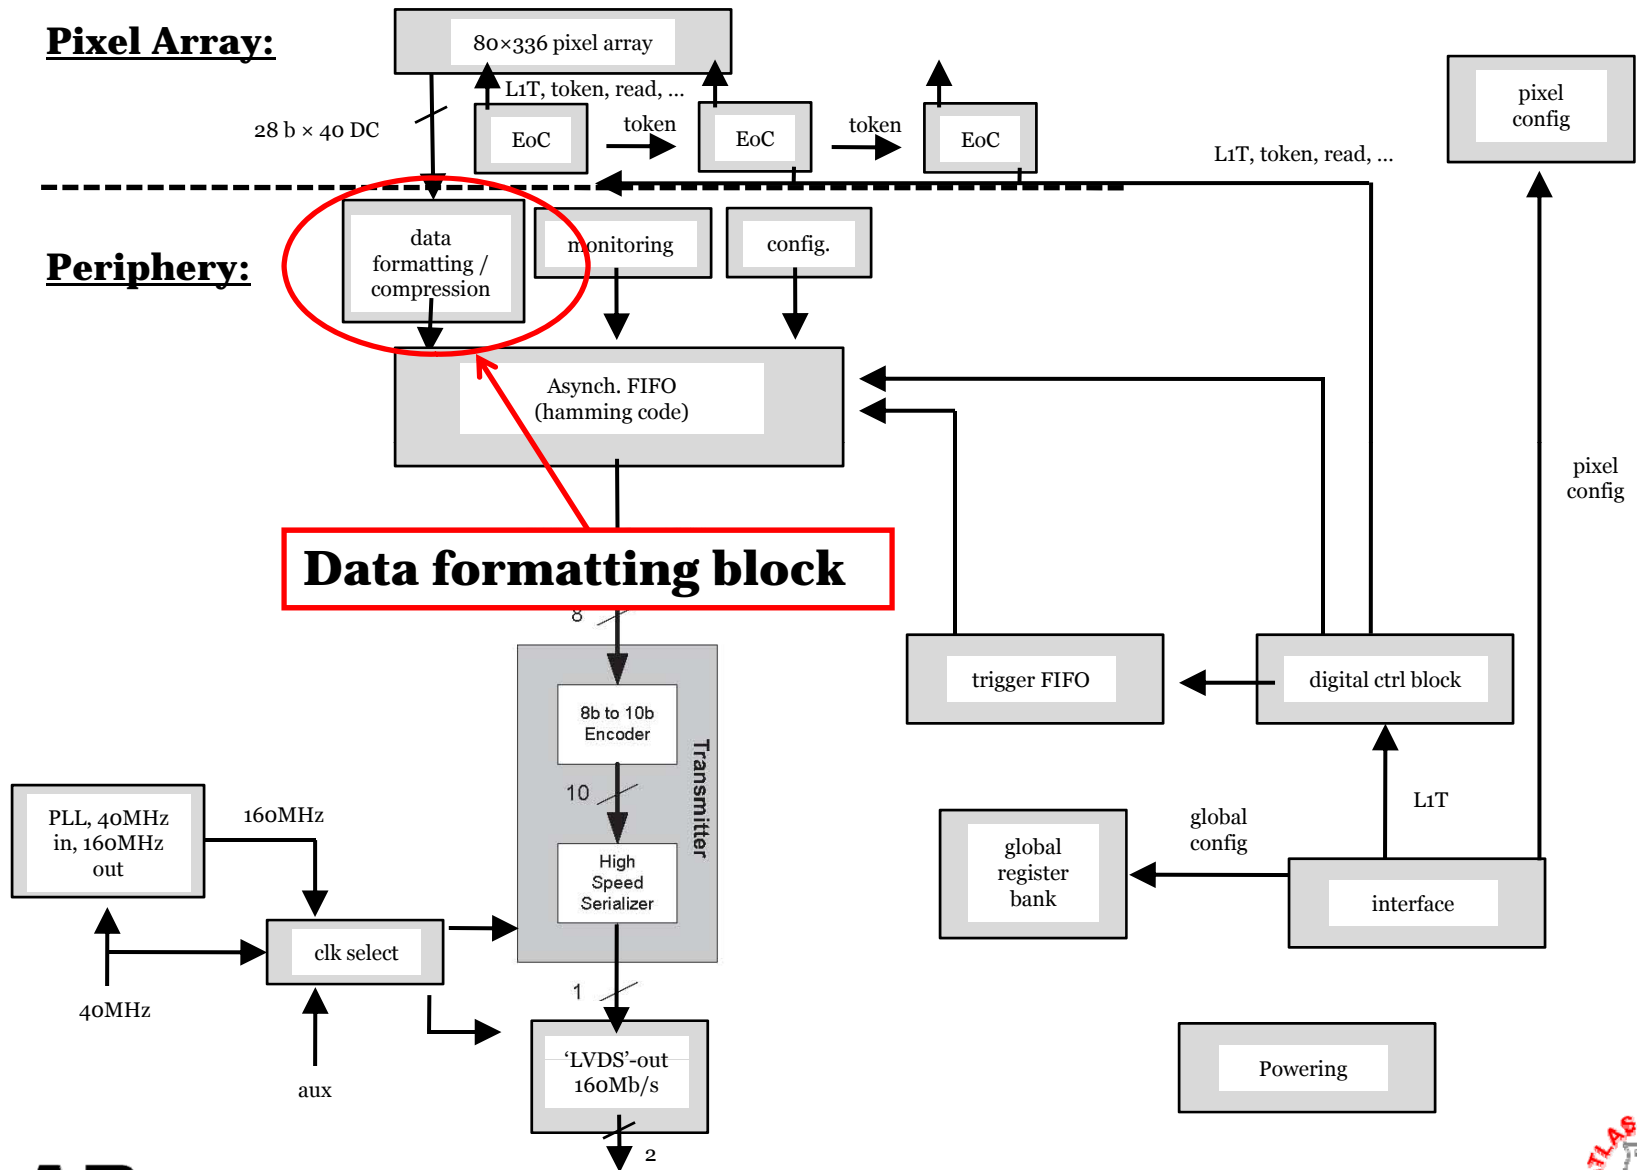 Pixel Array:
80×336 pixel array
L1T, token, read, ...
28 b × 40 DC
EoC
token
EoC
token
EoC
L1T, token, read, ...
pixel
config
Periphery:
data
formatting /
compression
monitoring
config.
Asynch. FIFO
(hamming code)
pixel
config
Data formatting block
8
trigger FIFO
digital ctrl block
8b to 10b
Encoder
Transmitter
10
High
Speed
Serializer
PLL, 40MHz
in, 160MHz
out
160MHz
clk select
40MHz
aux
1
'LVDS'-out
160Mb/s
2
L1T
global
config
global
register
bank
interface
Powering
ATLAS